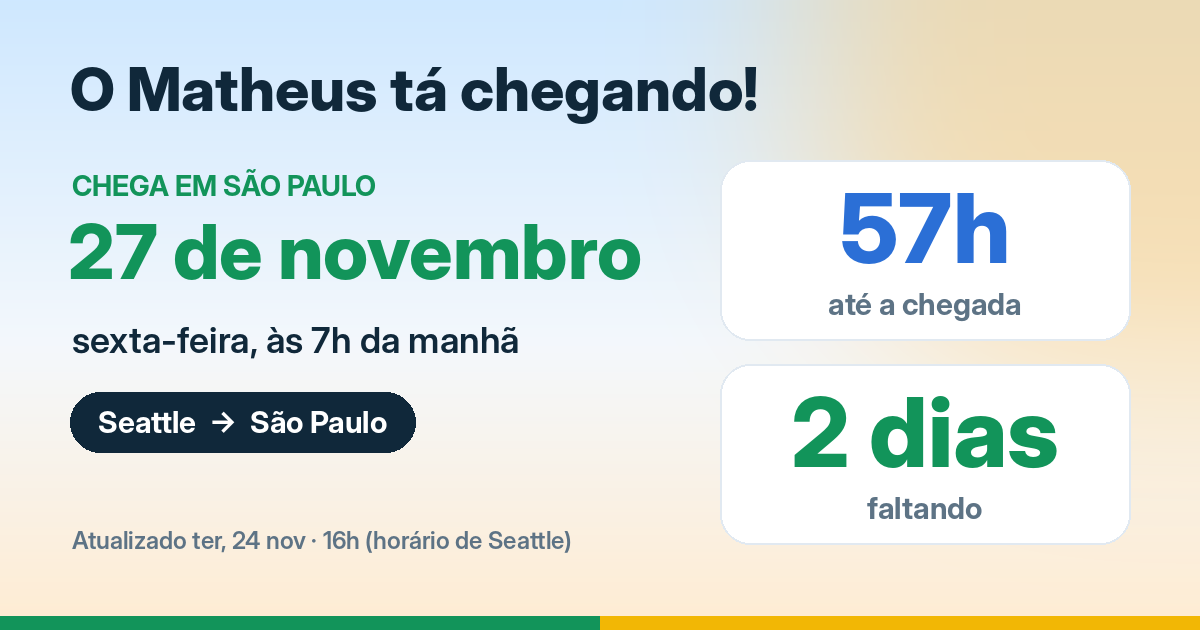 O Matheus tá chegando!
CHEGA EM SÃO PAULO
27 de novembro
sexta-feira, às 7h da manhã
Seattle → São Paulo
57h
até a chegada
2 dias
faltando
Atualizado ter, 24 nov · 16h (horário de Seattle)